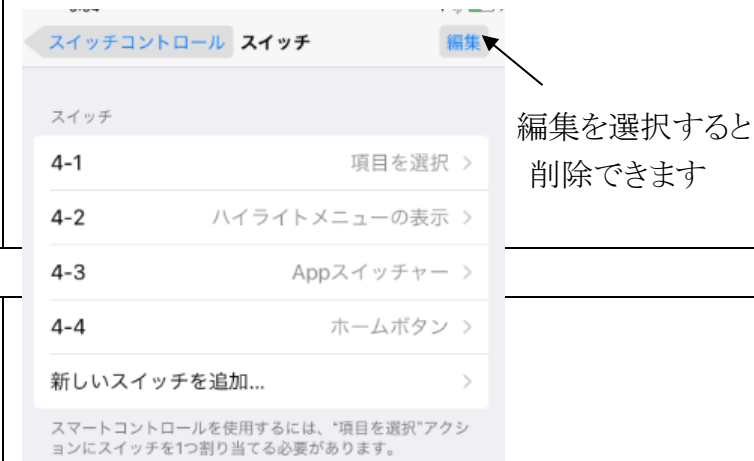 スイッチコントロール スイッチ 編集
編集を選択すると
削除できます
スイッチ
4-1 項目を選択 >
4-2 ハイライトメニューの表示 >
4-3 Appスイッチャー >
4-4 ホームボタン >
新しいスイッチを追加... >
スマートコントロールを使用するには、“項目を選択”アクシ
ョンにスイッチを1つ割り当てる必要があります。